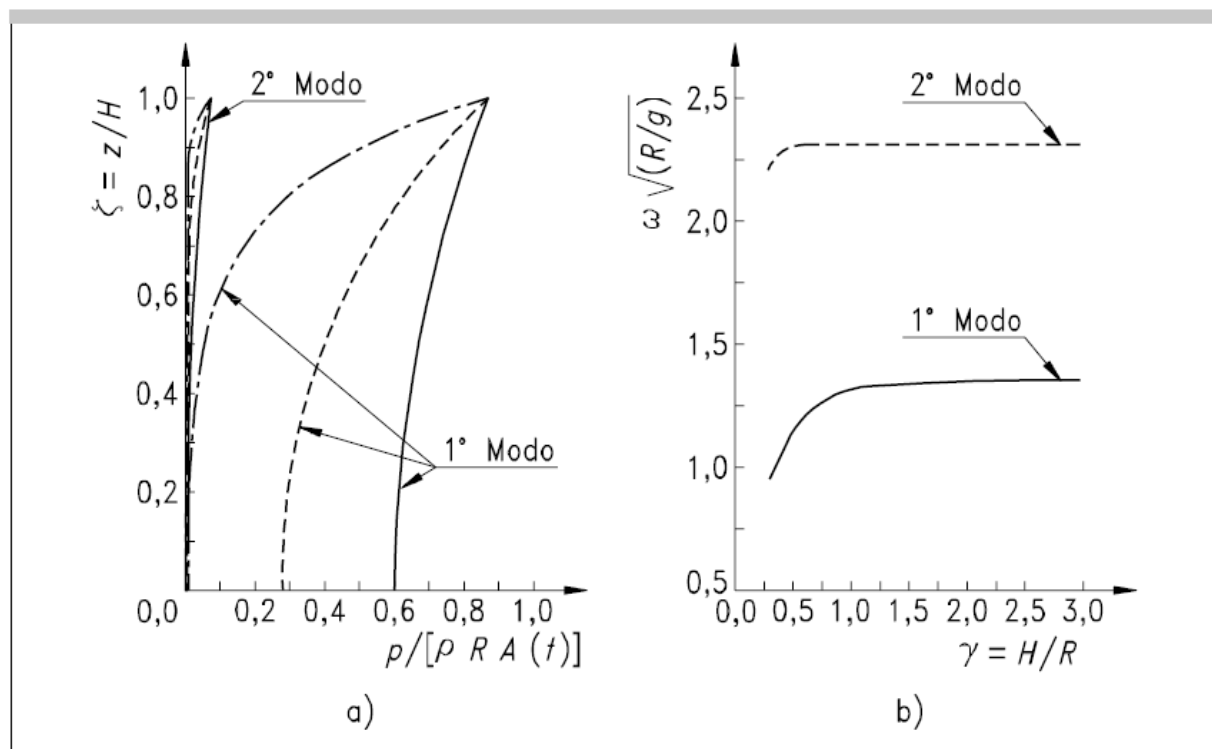 2° Modo
1,0
0,8
0,6
0,4
0,2
0,0
0,2
0,4
0,6
0,8
1,0
ζ = z/H
1° Modo
p/[ρ R A (t)]
a)
2° Modo
1° Modo
2,5
2,0
1,5
1,0
0,5
0,0
0,5
1,0
1,5
2,0
2,5
3,0
ω √(R/g)
γ = H/R
b)